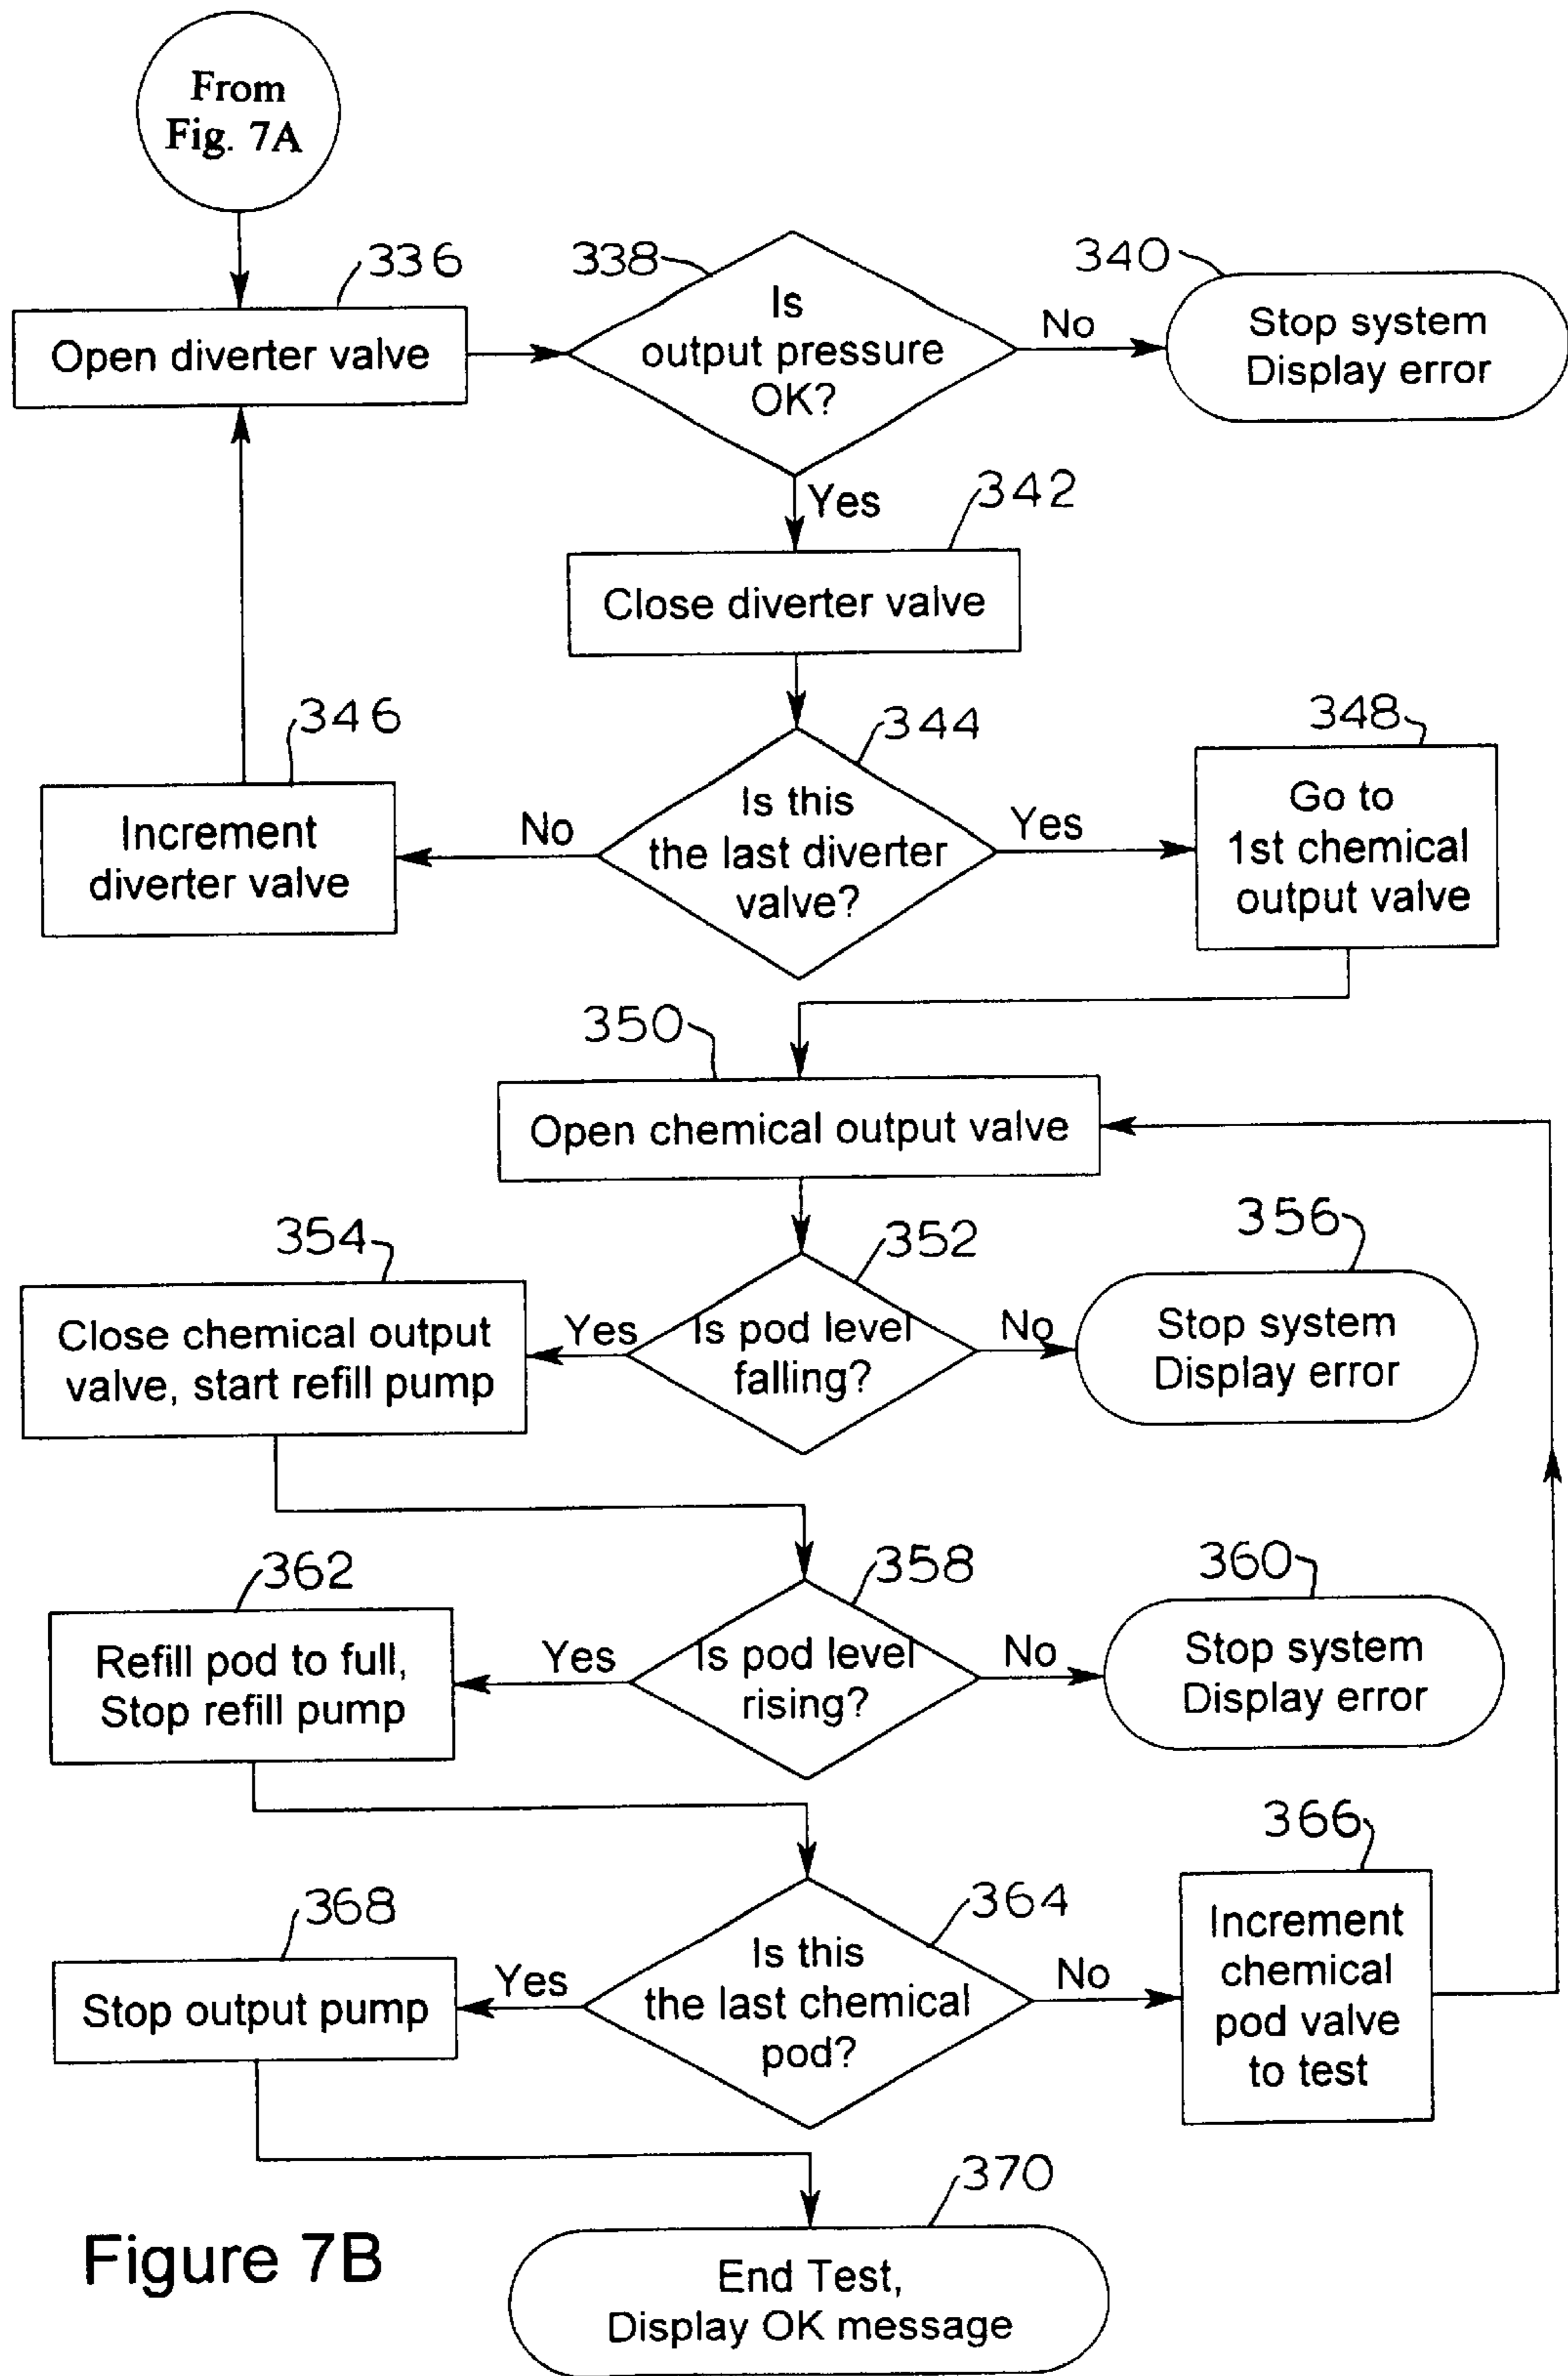 From
Fig. 7A
336
Open diverter valve
338
Is
output pressure
OK?
No
340
Stop system
Display error
Yes
342
Close diverter valve
344
Is this
the last diverter
valve?
No
346
Increment
diverter valve
Yes
348
Go to
1st chemical
output valve
350
Open chemical output valve
352
Is pod level
falling?
Yes
354
Close chemical output
valve, start refill pump
No
356
Stop system
Display error
358
Is pod level
rising?
No
360
Stop system
Display error
Yes
362
Refill pod to full,
Stop refill pump
364
Is this
the last chemical
pod?
No
366
Increment
chemical
pod valve
to test
Yes
368
Stop output pump
370
End Test,
Display OK message
Figure 7B